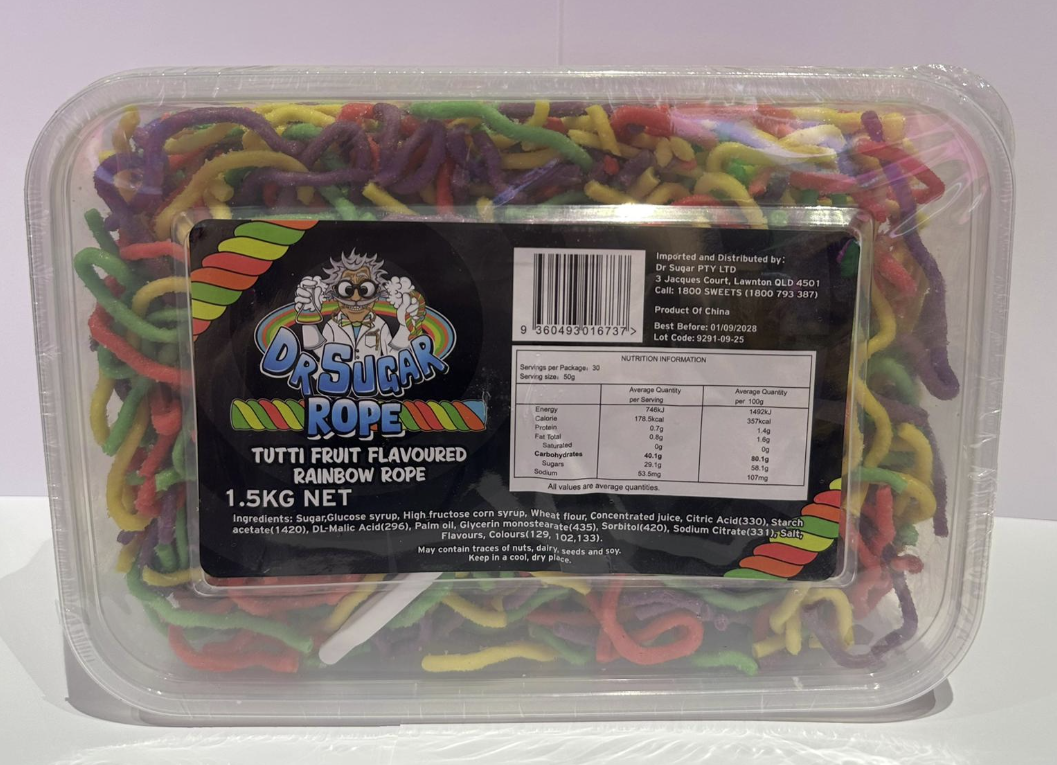 DR SUGAR
ROPE
TUTTI FRUIT FLAVOURED
RAINBOW ROPE
1.5KG NET
9 360493016737 >
Imported and Distributed by:
Dr Sugar PTY LTD
3 Jacques Court, Lawnton QLD 4501
Call: 1800 SWEETS (1800 793 387)
Product Of China
Best Before: 01/09/2028
Lot Code: 9291-09-25
NUTRITION INFORMATION
Servings per Package: 30
Serving size: 50g
Average Quantity per Serving Average Quantity per 100g
Energy 746kJ 1492kJ
Calorie 178.5kcal 357kcal
Protein 0.7g 1.4g
Fat Total 0.8g 1.6g
Saturated 0g 0g
Carbohydrates 40.1g 80.1g
Sugars 29.1g 58.1g
Sodium 53.5mg 107mg
All values are average quantities.
Ingredients: Sugar,Glucose syrup, High fructose corn syrup, Wheat flour, Concentrated juice, Citric Acid(330), Starch
acetate(1420), DL-Malic Acid(296), Palm oil, Glycerin monostearate(435), Sorbitol(420), Sodium Citrate(331), Salt,
Flavours, Colours(129, 102,133).
May contain traces of nuts, dairy, seeds and soy.
Keep in a cool, dry place.